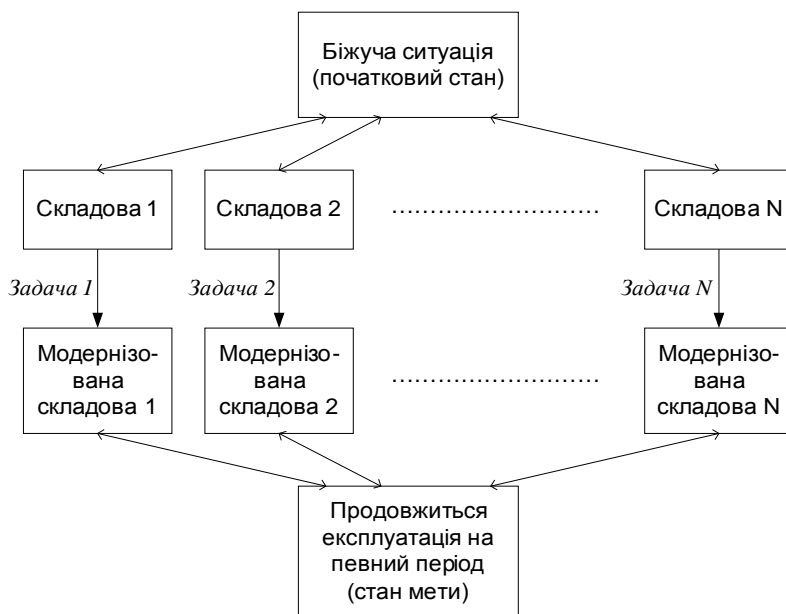 Біжуча ситуація
(початковий стан)
Складова 1
Складова 2
......................................
Складова N
Задача 1
Задача 2
Задача N
Модернізо-
вана
складова 1
Модернізо-
вана
складова 2
......................................
Модернізо-
вана
складова N
Продовжиться
експлуатація на
певний період
(стан мети)